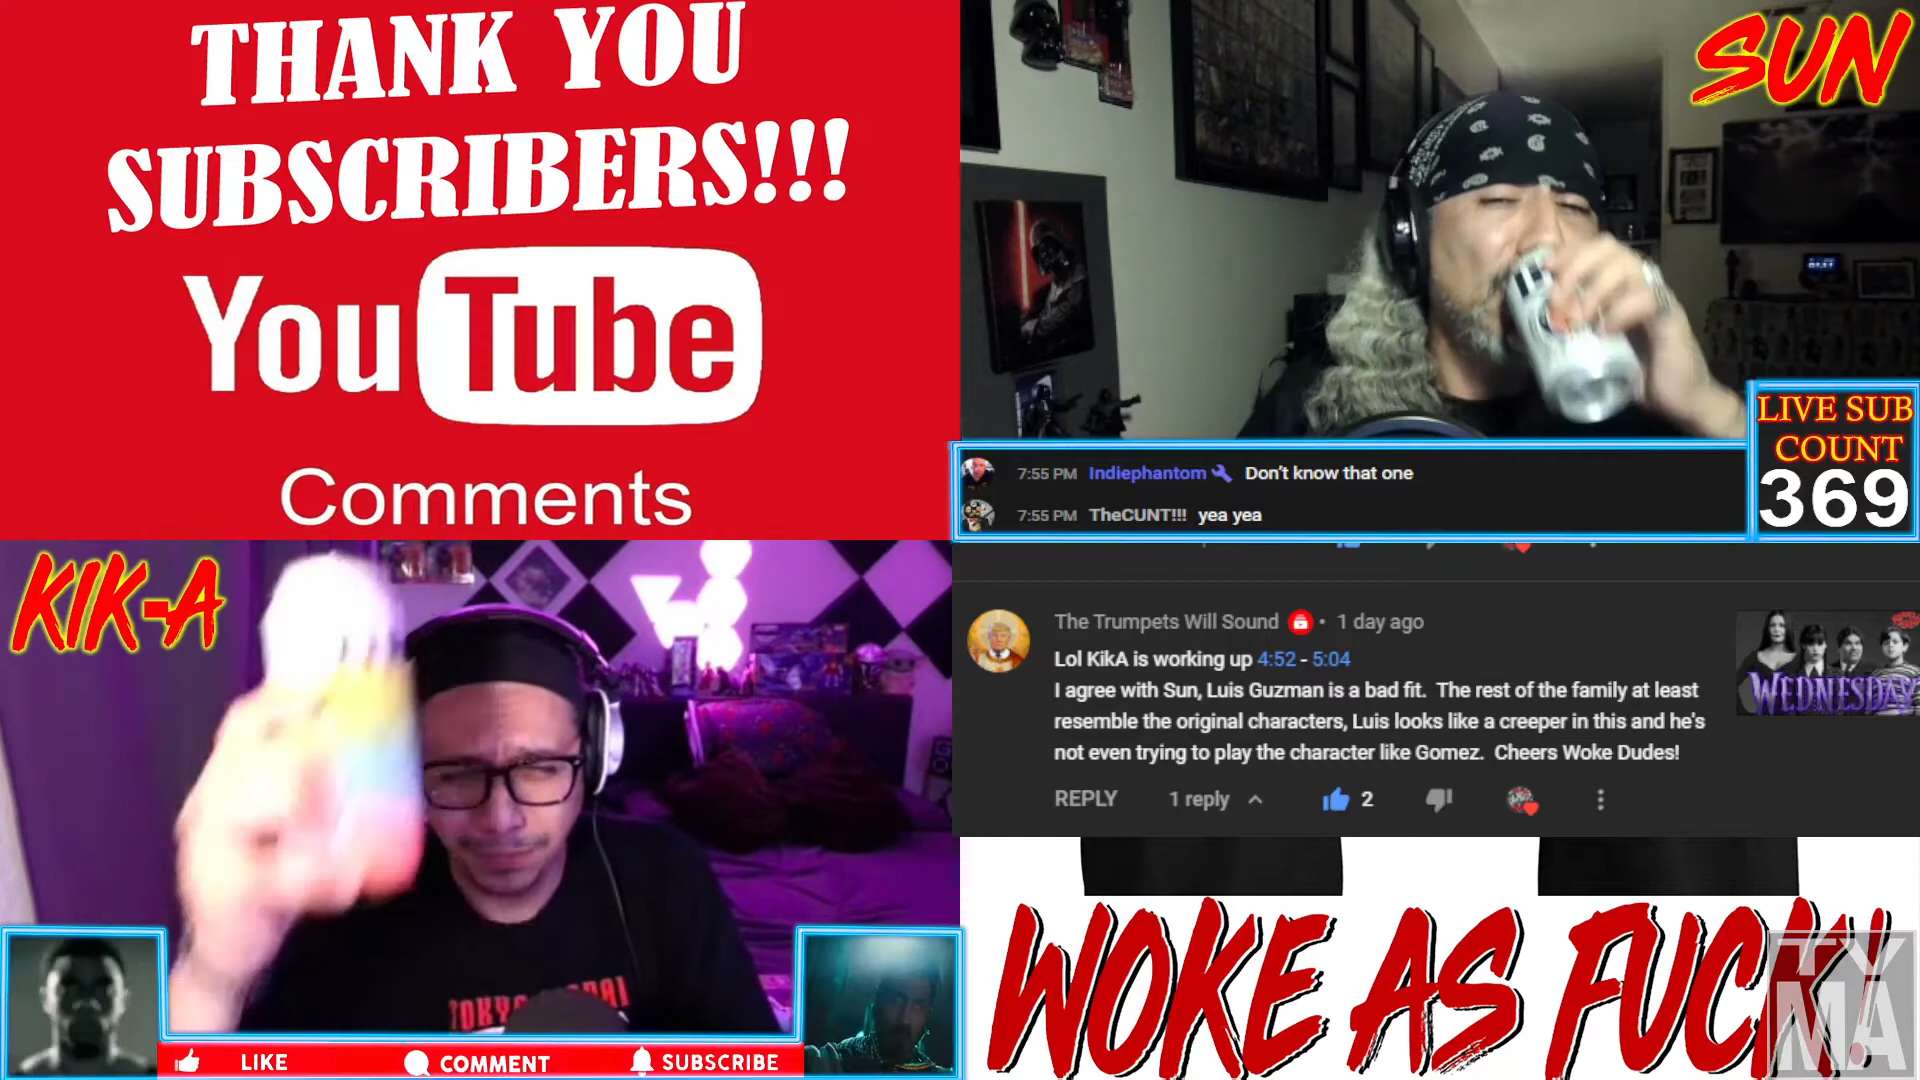 THANK YOU
SUBSCRIBERS!!!
YouTube
Comments
SUN
LIVE SUB
COUNT
369
7:55 PM Indiephantom Don't know that one
7:55 PM TheCUNT!!! yea yea
KIK-A
The Trumpets Will Sound • 1 day ago
Lol KikA is working up 4:52 - 5:04
I agree with Sun, Luis Guzman is a bad fit. The rest of the family at least
resemble the original characters, Luis looks like a creeper in this and he's
not even trying to play the character like Gomez. Cheers Woke Dudes!
REPLY 1 reply 2
WEDNESDAY
WOKE AS FUCK
TV
MA
LIKE COMMENT SUBSCRIBE